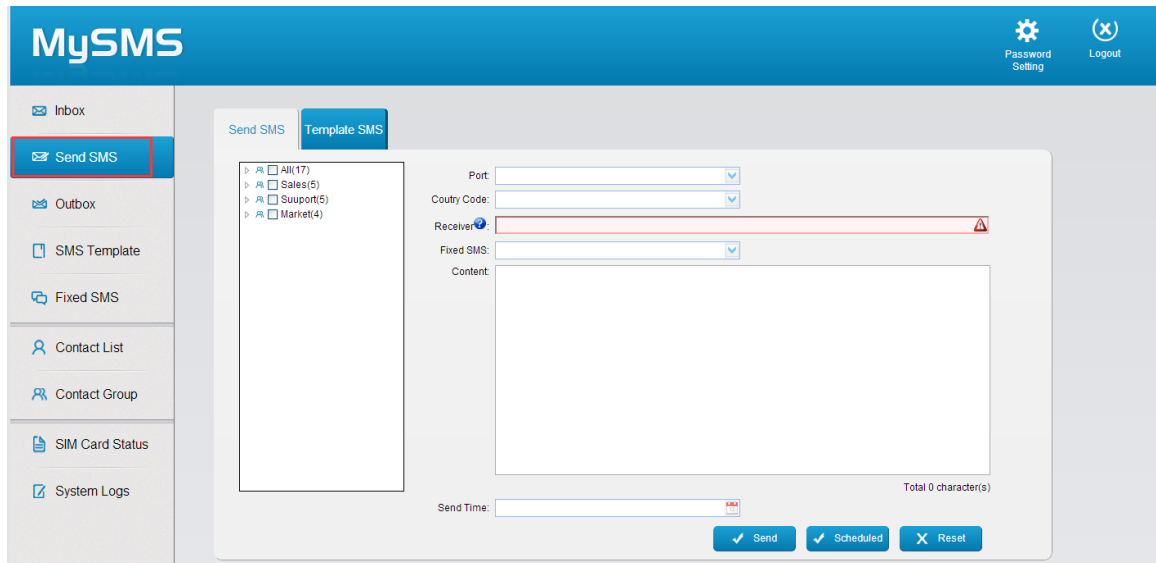 MySMS
Password
Setting
Logout
Inbox
Send SMS
Outbox
SMS Template
Fixed SMS
Contact List
Contact Group
SIM Card Status
System Logs
Send SMS
Template SMS
All(17)
Sales(5)
Suuport(5)
Market(4)
Port:
Coutry Code:
Receiver?:
Fixed SMS:
Content:
Total 0 character(s)
Send Time:
Send
Scheduled
Reset